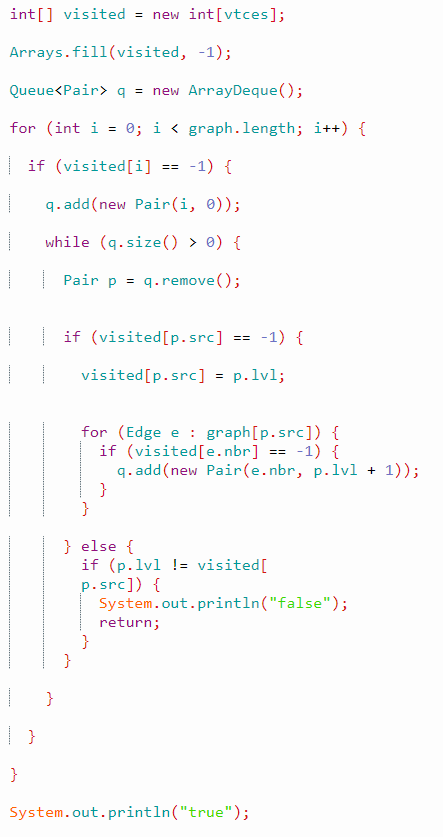 int[] visited = new int[vtces];
Arrays.fill(visited, -1);
Queue<Pair> q = new ArrayDeque();
for (int i = 0; i < graph.length; i++) {
if (visited[i] == -1) {
q.add(new Pair(i, 0));
while (q.size() > 0) {
Pair p = q.remove();
if (visited[p.src] == -1) {
visited[p.src] = p.lvl;
for (Edge e : graph[p.src]) {
if (visited[e.nbr] == -1) {
q.add(new Pair(e.nbr, p.lvl + 1));
}
}
} else {
if (p.lvl != visited[
p.src]) {
System.out.println("false");
return;
}
}
}
}
}
System.out.println("true");